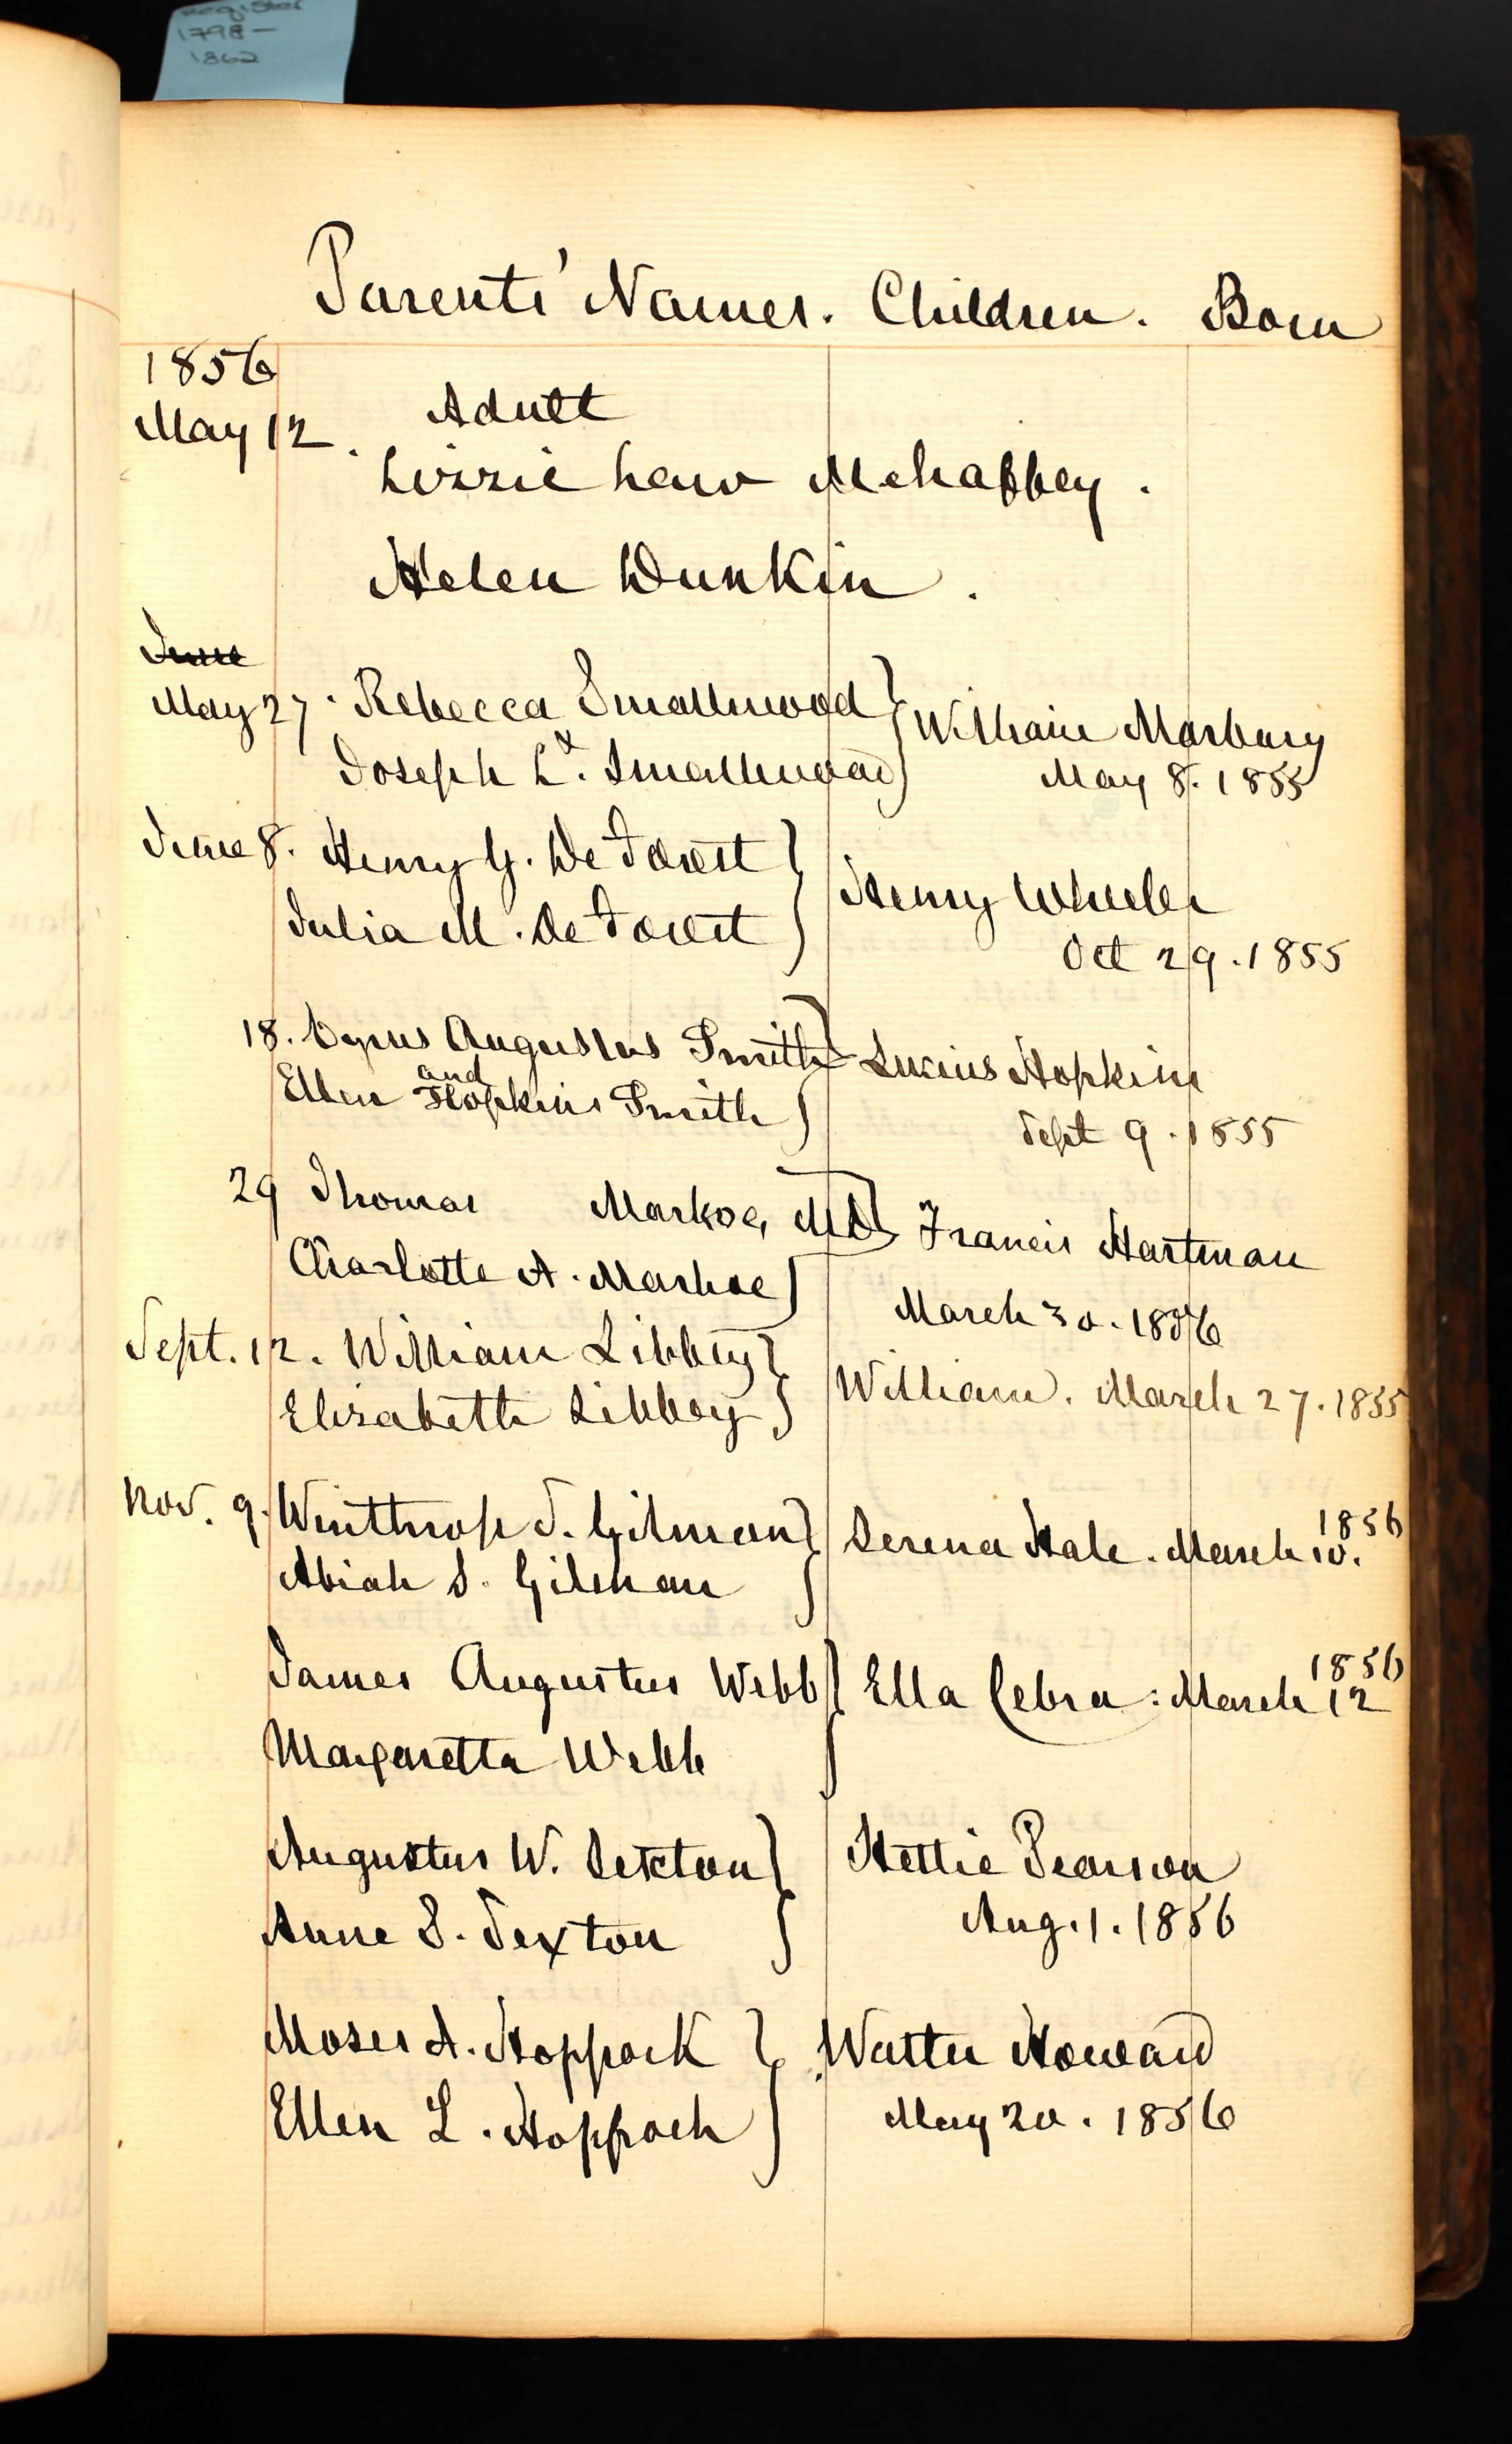 Register
1798 –
1862
Parents' Names. Children. Born
1856
May 12. Adult
Lizzie Law Mehaffey.
Helen Dunkin.
June
May 27. Rebecca Smallwood
Joseph L. Smallwood
William Marbury
May 8. 1855
June 8. Henry G. De Forest
Julia M. De Forest
Henry Wheeler
Oct 29. 1855
18. Cyrus Augustus Smith
and
Ellen Hopkins Smith
Lucius Hopkins
Sept 9. 1855
29 Thomas Markoe, MD
Charlotte A. Markoe
Francis Hartman
March 30. 1856
Sept. 12. William Libbey
Elizabeth Libbey
William. March 27. 1855
Nov. 9. Winthrop S. Gilman
Abiah S. Gilman
Serena Hale. March 10. 1856
James Augustus Webb
Margaretta Webb
Ella Cebra: March 12 1856
Augustus W. Sexton
Anne S. Sexton
Hettie Pearson
Aug. 1. 1856
Moses A. Hoppock
Ellen L. Hoppock
Walter Howard
May 20. 1856